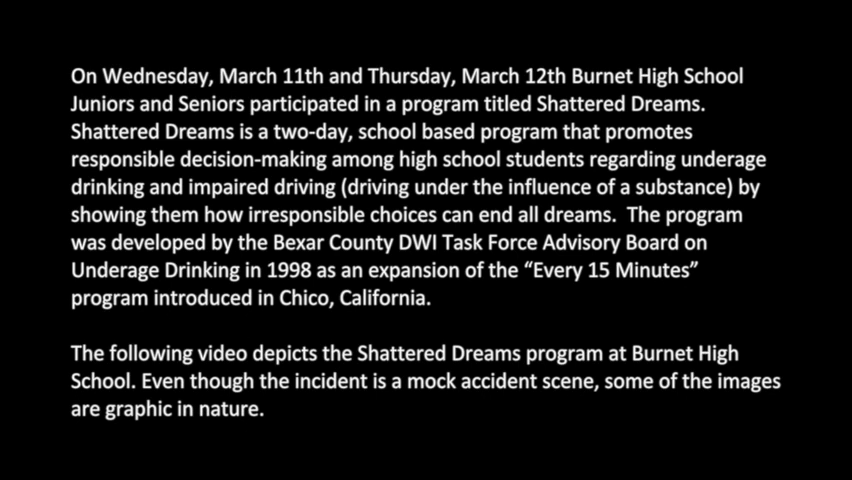 On Wednesday, March 11th and Thursday, March 12th Burnet High School
Juniors and Seniors participated in a program titled Shattered Dreams.
Shattered Dreams is a two-day, school based program that promotes
responsible decision-making among high school students regarding underage
drinking and impaired driving (driving under the influence of a substance) by
showing them how irresponsible choices can end all dreams.  The program
was developed by the Bexar County DWI Task Force Advisory Board on
Underage Drinking in 1998 as an expansion of the “Every 15 Minutes”
program introduced in Chico, California.
The following video depicts the Shattered Dreams program at Burnet High
School. Even though the incident is a mock accident scene, some of the images
are graphic in nature.